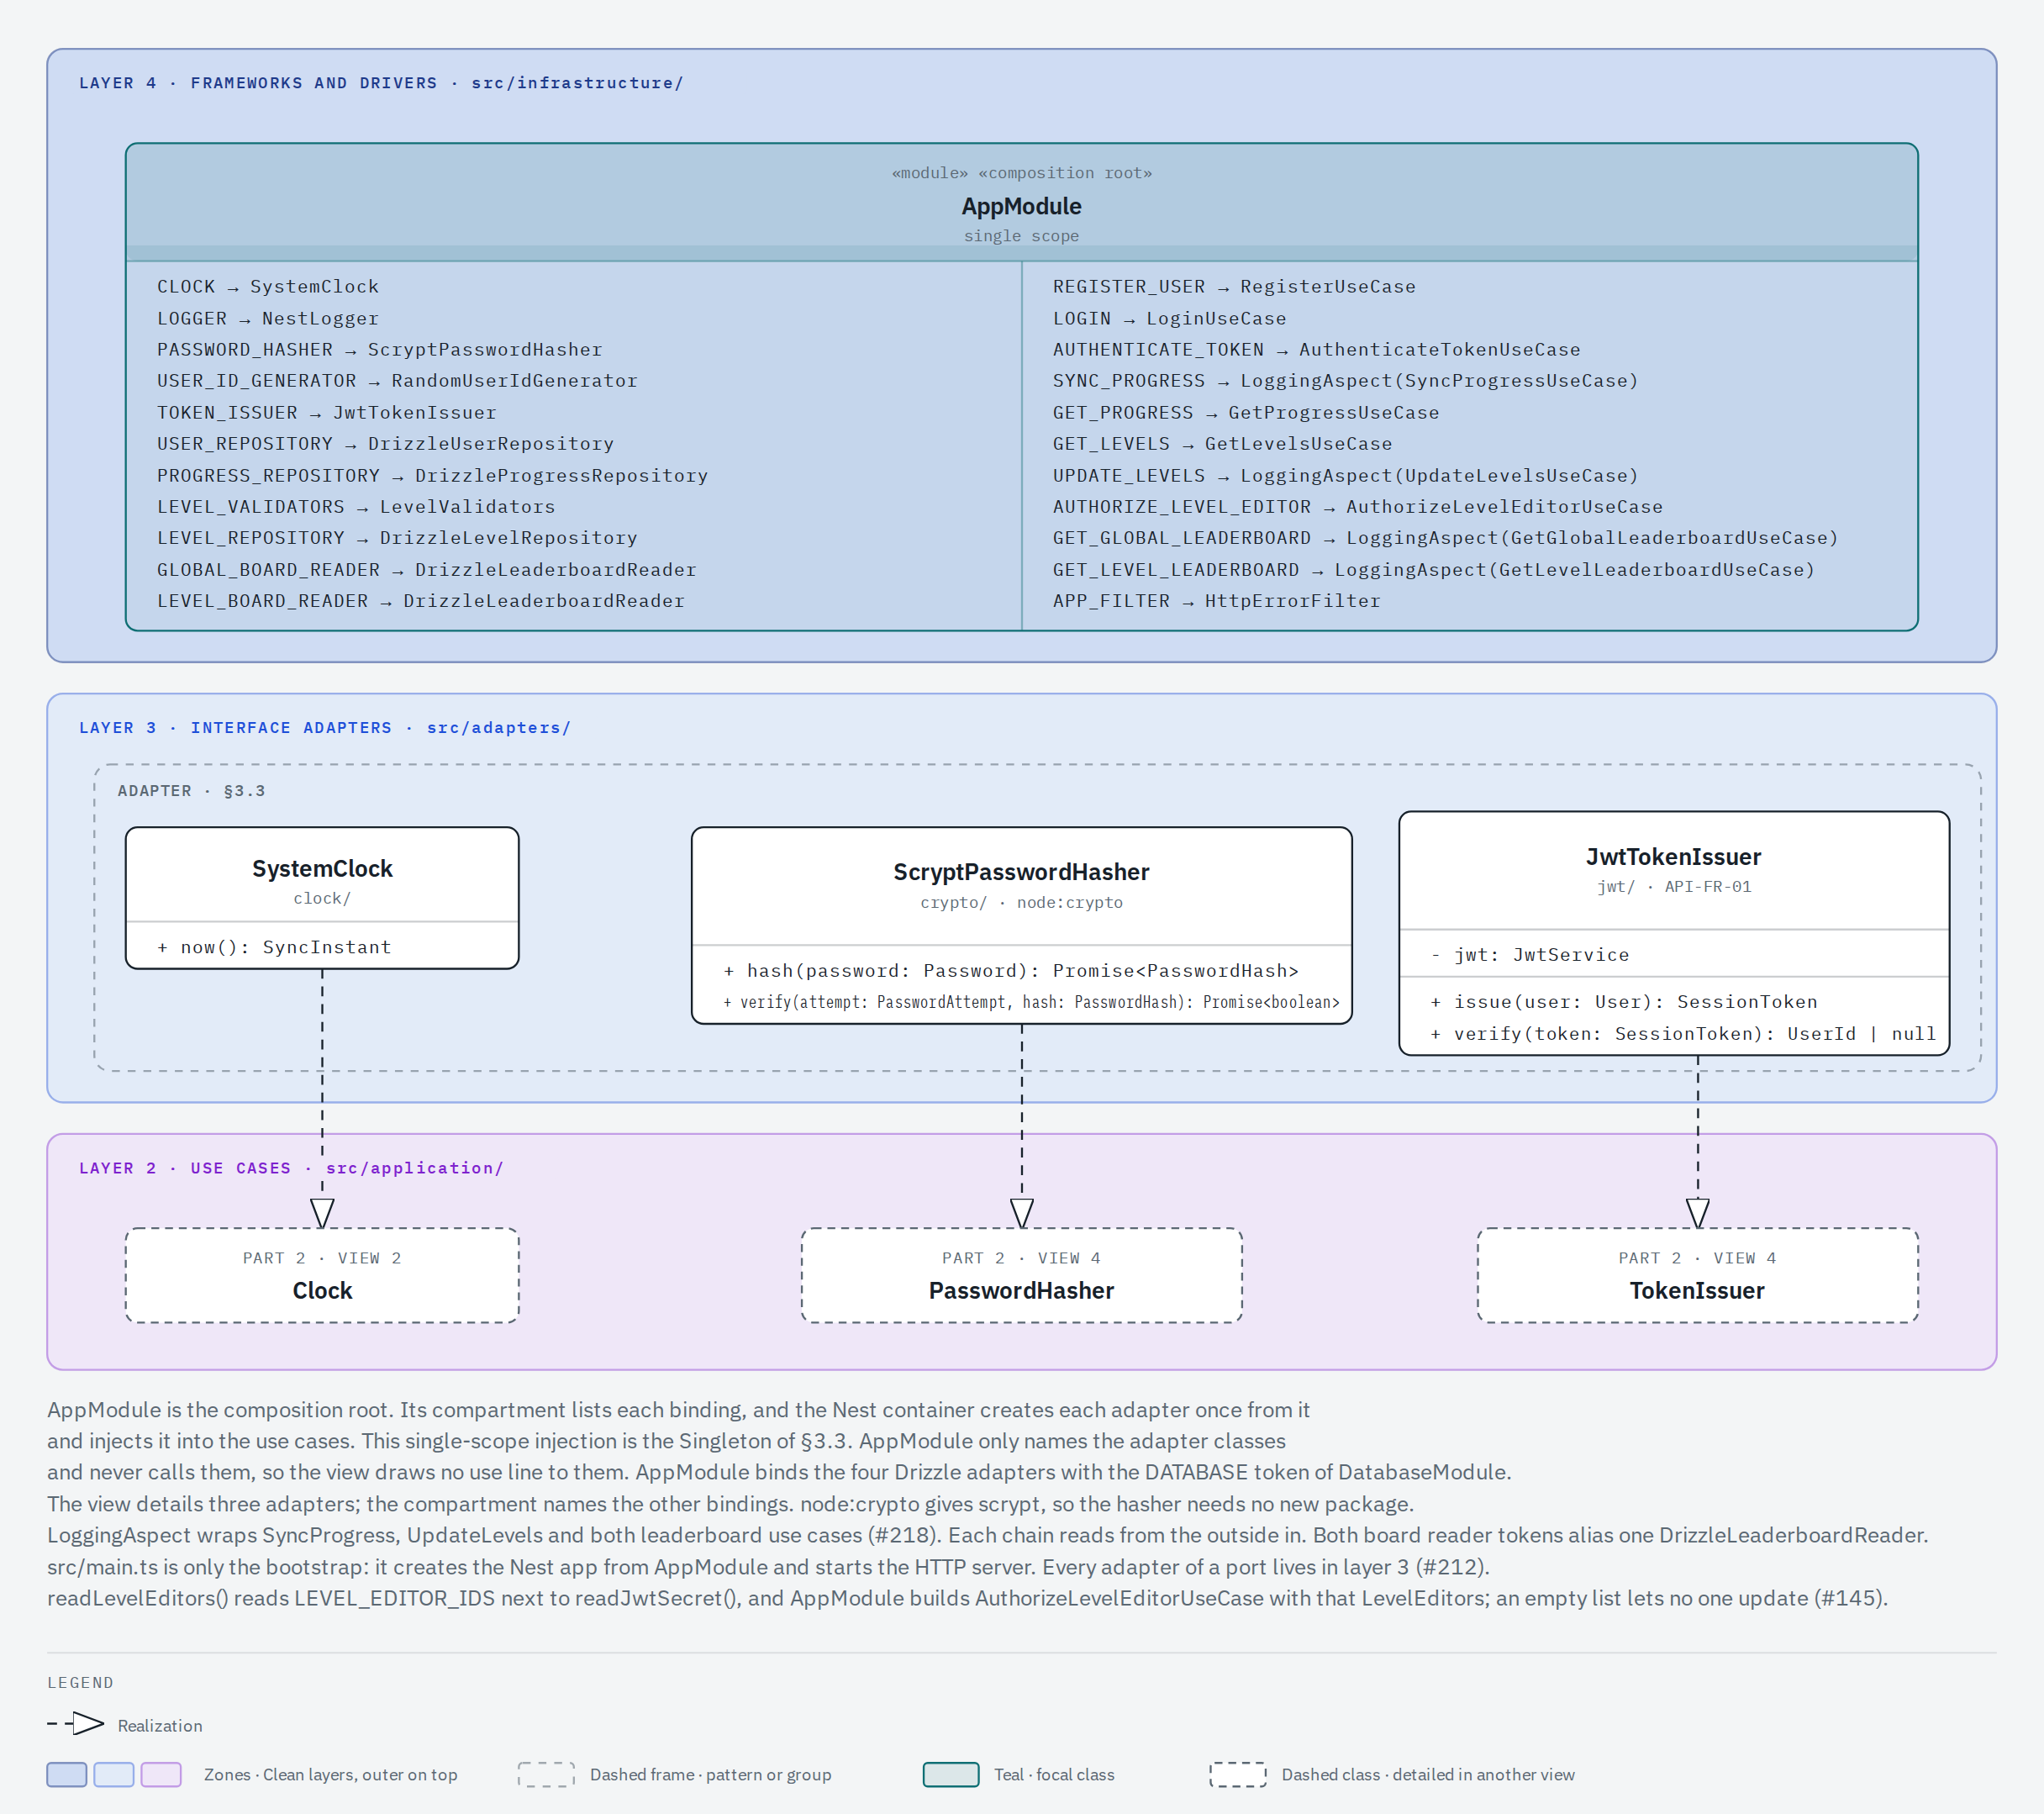 LAYER 4 · FRAMEWORKS AND DRIVERS · src/infrastructure/
«module» «composition root»
AppModule
single scope
CLOCK → SystemClock
LOGGER → NestLogger
PASSWORD_HASHER → ScryptPasswordHasher
USER_ID_GENERATOR → RandomUserIdGenerator
TOKEN_ISSUER → JwtTokenIssuer
USER_REPOSITORY → DrizzleUserRepository
PROGRESS_REPOSITORY → DrizzleProgressRepository
LEVEL_VALIDATORS → LevelValidators
LEVEL_REPOSITORY → DrizzleLevelRepository
GLOBAL_BOARD_READER → DrizzleLeaderboardReader
LEVEL_BOARD_READER → DrizzleLeaderboardReader
REGISTER_USER → RegisterUseCase
LOGIN → LoginUseCase
AUTHENTICATE_TOKEN → AuthenticateTokenUseCase
SYNC_PROGRESS → LoggingAspect(SyncProgressUseCase)
GET_PROGRESS → GetProgressUseCase
GET_LEVELS → GetLevelsUseCase
UPDATE_LEVELS → LoggingAspect(UpdateLevelsUseCase)
AUTHORIZE_LEVEL_EDITOR → AuthorizeLevelEditorUseCase
GET_GLOBAL_LEADERBOARD → LoggingAspect(GetGlobalLeaderboardUseCase)
GET_LEVEL_LEADERBOARD → LoggingAspect(GetLevelLeaderboardUseCase)
APP_FILTER → HttpErrorFilter
LAYER 3 · INTERFACE ADAPTERS · src/adapters/
ADAPTER · §3.3
SystemClock
clock/
+ now(): SyncInstant
ScryptPasswordHasher
crypto/ · node:crypto
+ hash(password: Password): Promise<PasswordHash>
+ verify(attempt: PasswordAttempt, hash: PasswordHash): Promise<boolean>
JwtTokenIssuer
jwt/ · API-FR-01
- jwt: JwtService
+ issue(user: User): SessionToken
+ verify(token: SessionToken): UserId | null
LAYER 2 · USE CASES · src/application/
PART 2 · VIEW 2
Clock
PART 2 · VIEW 4
PasswordHasher
PART 2 · VIEW 4
TokenIssuer
AppModule is the composition root. Its compartment lists each binding, and the Nest container creates each adapter once from it
and injects it into the use cases. This single-scope injection is the Singleton of §3.3. AppModule only names the adapter classes
and never calls them, so the view draws no use line to them. AppModule binds the four Drizzle adapters with the DATABASE token of DatabaseModule.
The view details three adapters; the compartment names the other bindings. node:crypto gives scrypt, so the hasher needs no new package.
LoggingAspect wraps SyncProgress, UpdateLevels and both leaderboard use cases (#218). Each chain reads from the outside in. Both board reader tokens alias one DrizzleLeaderboardReader.
src/main.ts is only the bootstrap: it creates the Nest app from AppModule and starts the HTTP server. Every adapter of a port lives in layer 3 (#212).
readLevelEditors() reads LEVEL_EDITOR_IDS next to readJwtSecret(), and AppModule builds AuthorizeLevelEditorUseCase with that LevelEditors; an empty list lets no one update (#145).
LEGEND
Realization
Zones · Clean layers, outer on top
Dashed frame · pattern or group
Teal · focal class
Dashed class · detailed in another view